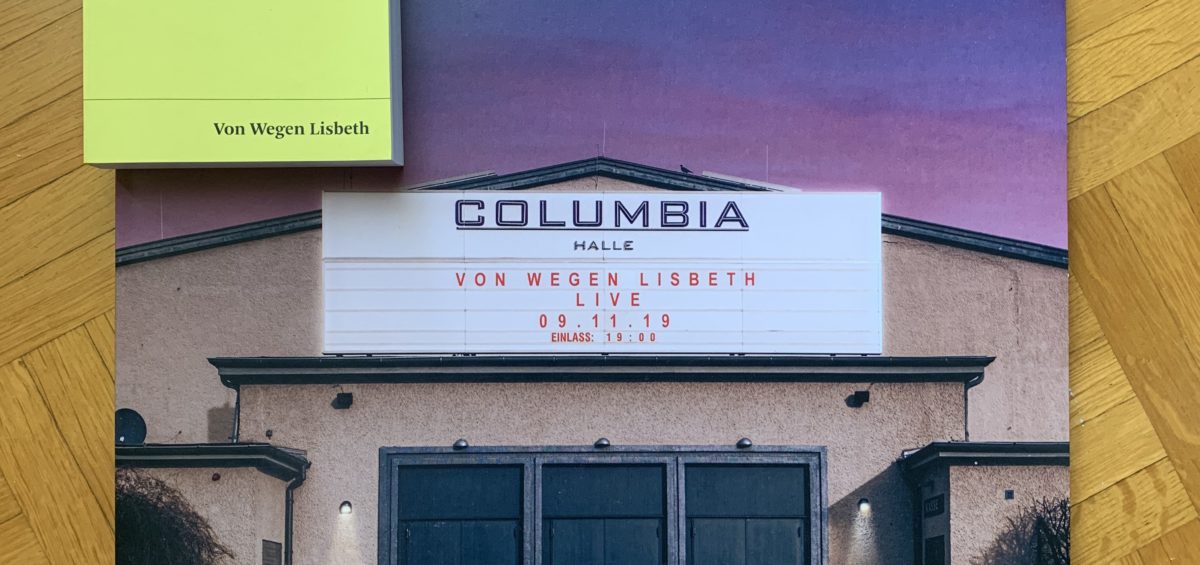 Von Wegen Lisbeth
COLUMBIA
HALLE
VON WEGEN LISBETH
LIVE
09.11.19
EINLASS: 19:00